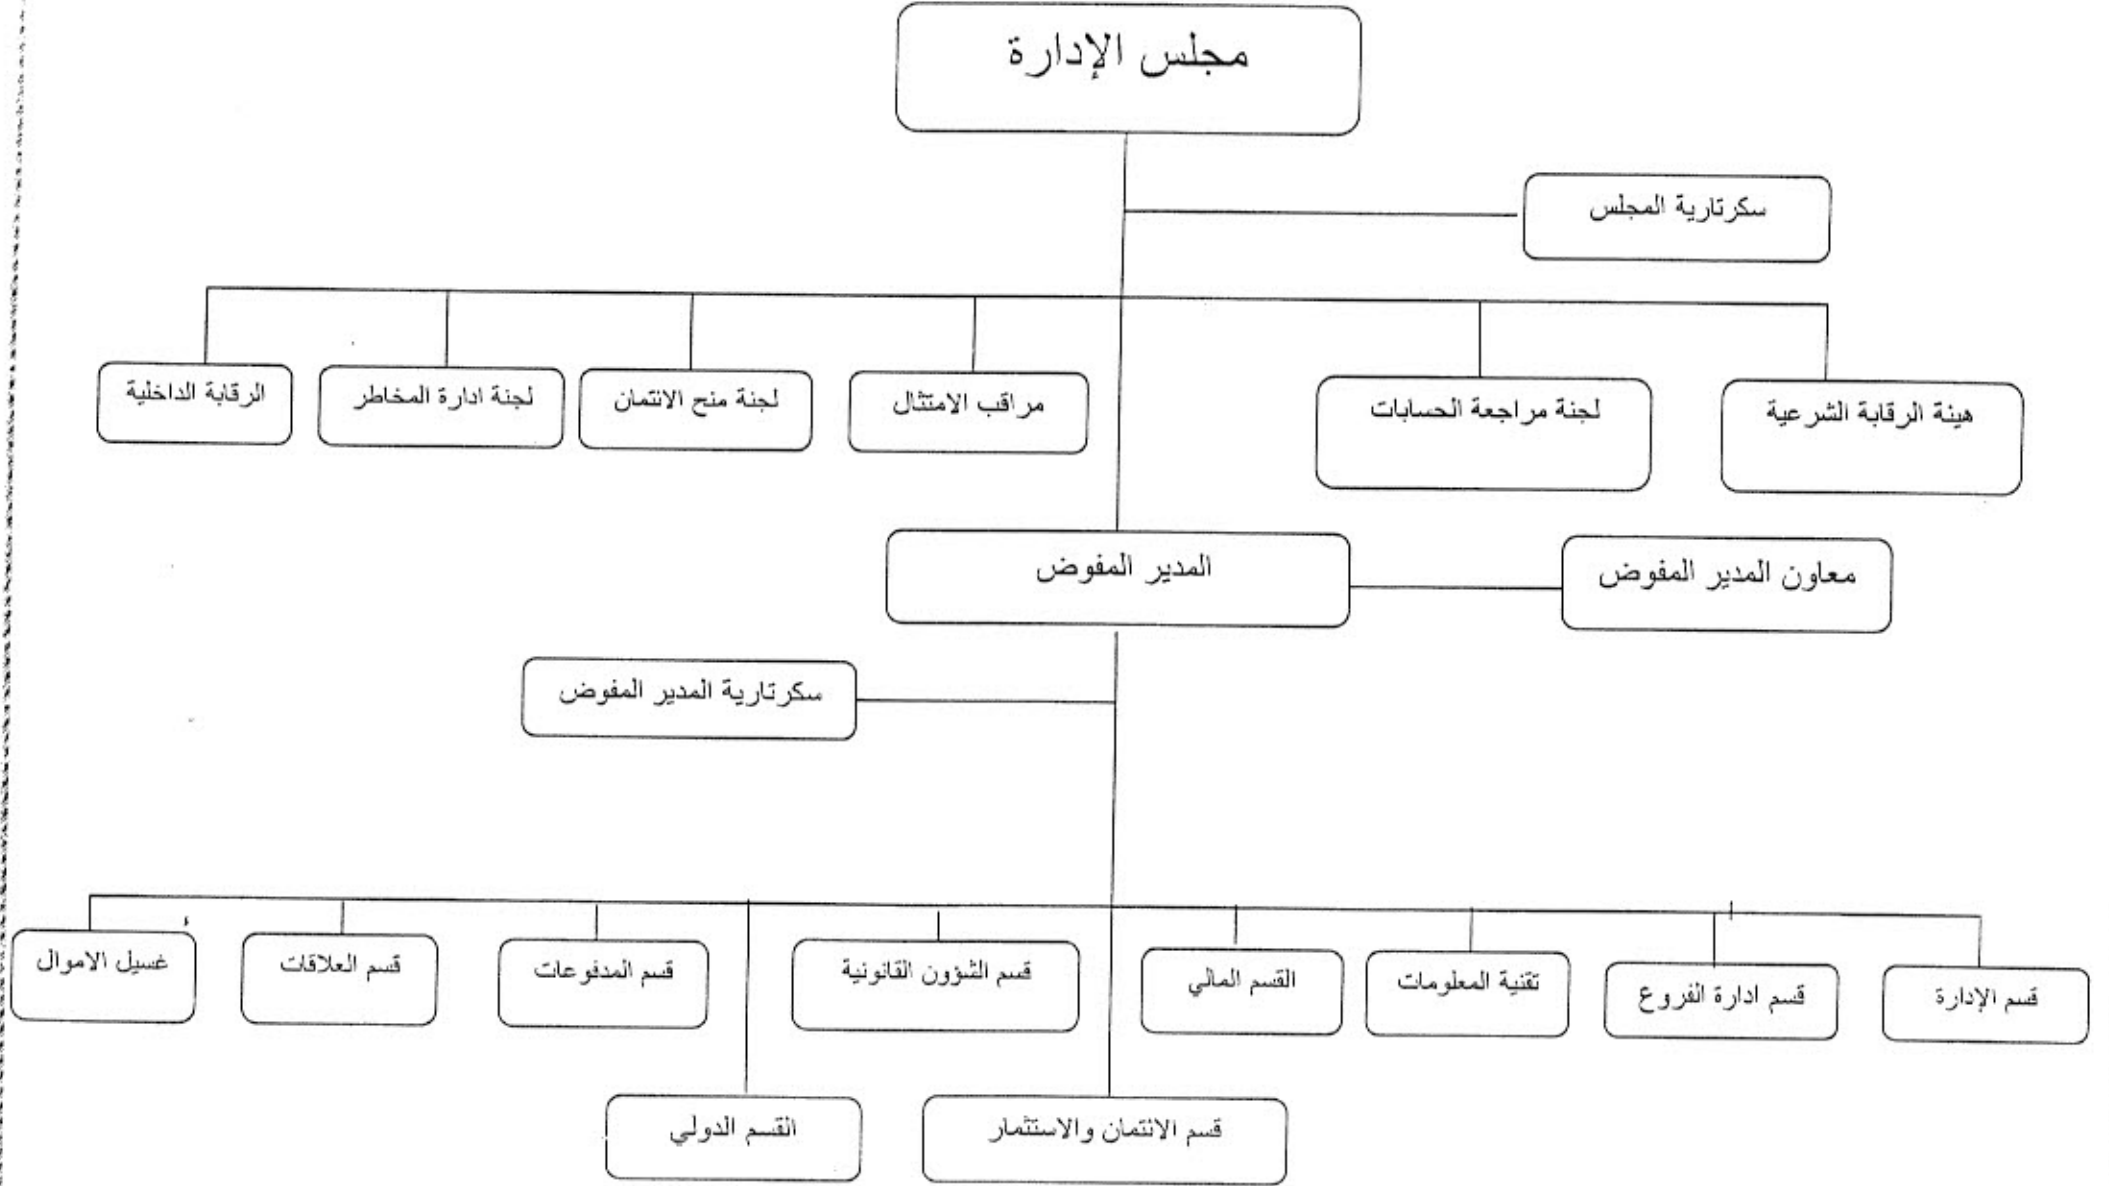 مجلس الإدارة
سكرتارية المجلس
هيئة الرقابة الشرعية
لجنة مراجعة الحسابات
مراقب الامتثال
لجنة منح الائتمان
لجنة ادارة المخاطر
الرقابة الداخلية
معاون المدير المفوض
المدير المفوض
سكرتارية المدير المفوض
قسم الإدارة
قسم ادارة الفروع
تقنية المعلومات
القسم المالي
قسم الشؤون القانونية
قسم المدفوعات
قسم العلاقات
غسيل الاموال
قسم الائتمان والاستثمار
القسم الدولي